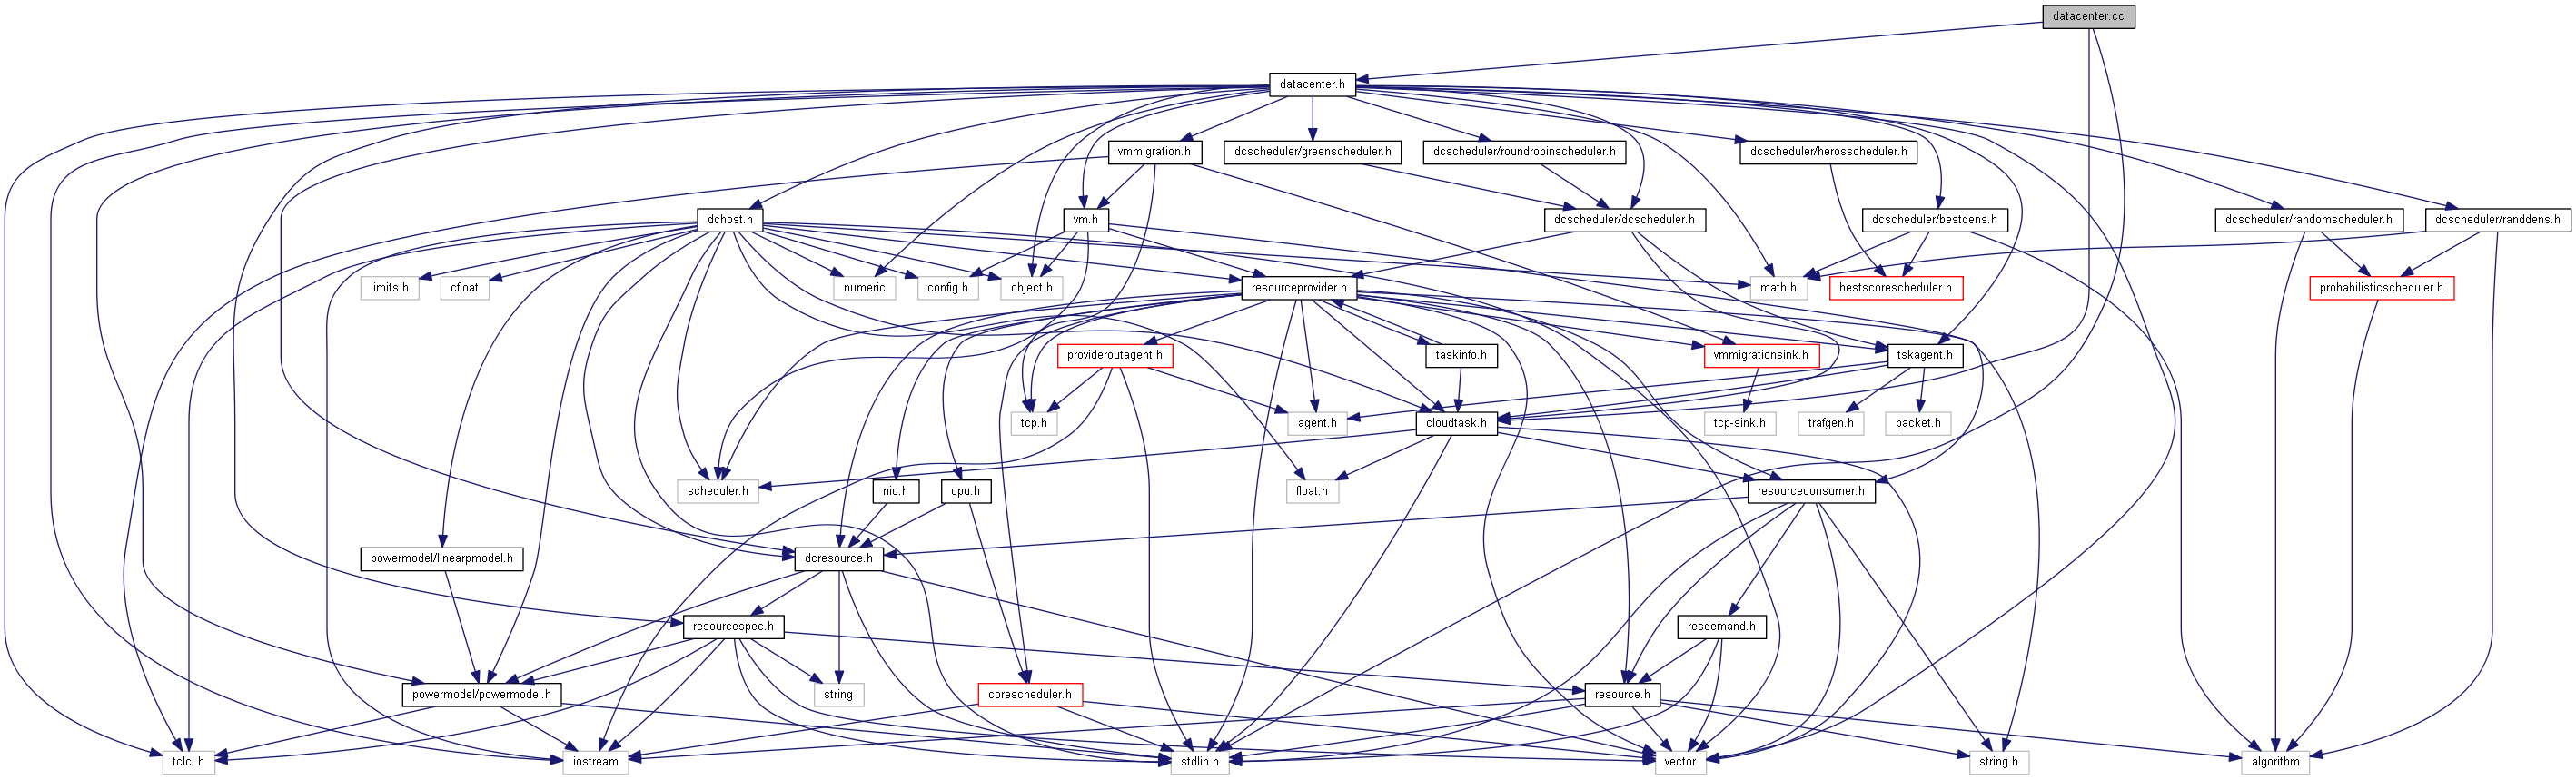 datacenter.cc
datacenter.h
vmmigration.h
dcscheduler/greenscheduler.h
dcscheduler/roundrobinscheduler.h
dcscheduler/herosscheduler.h
dchost.h
vm.h
dcscheduler/dcscheduler.h
dcscheduler/bestdens.h
dcscheduler/randomscheduler.h
dcscheduler/randdens.h
limits.h
cfloat
numeric
config.h
object.h
resourceprovider.h
math.h
bestscorescheduler.h
probabilisticscheduler.h
provideroutagent.h
taskinfo.h
vmmigrationsink.h
tskagent.h
tcp.h
agent.h
cloudtask.h
tcp-sink.h
trafgen.h
packet.h
scheduler.h
nic.h
cpu.h
float.h
resourceconsumer.h
powermodel/linearpmodel.h
dcresource.h
resourcespec.h
resdemand.h
powermodel/powermodel.h
string
corescheduler.h
resource.h
tclcl.h
iostream
stdlib.h
vector
string.h
algorithm